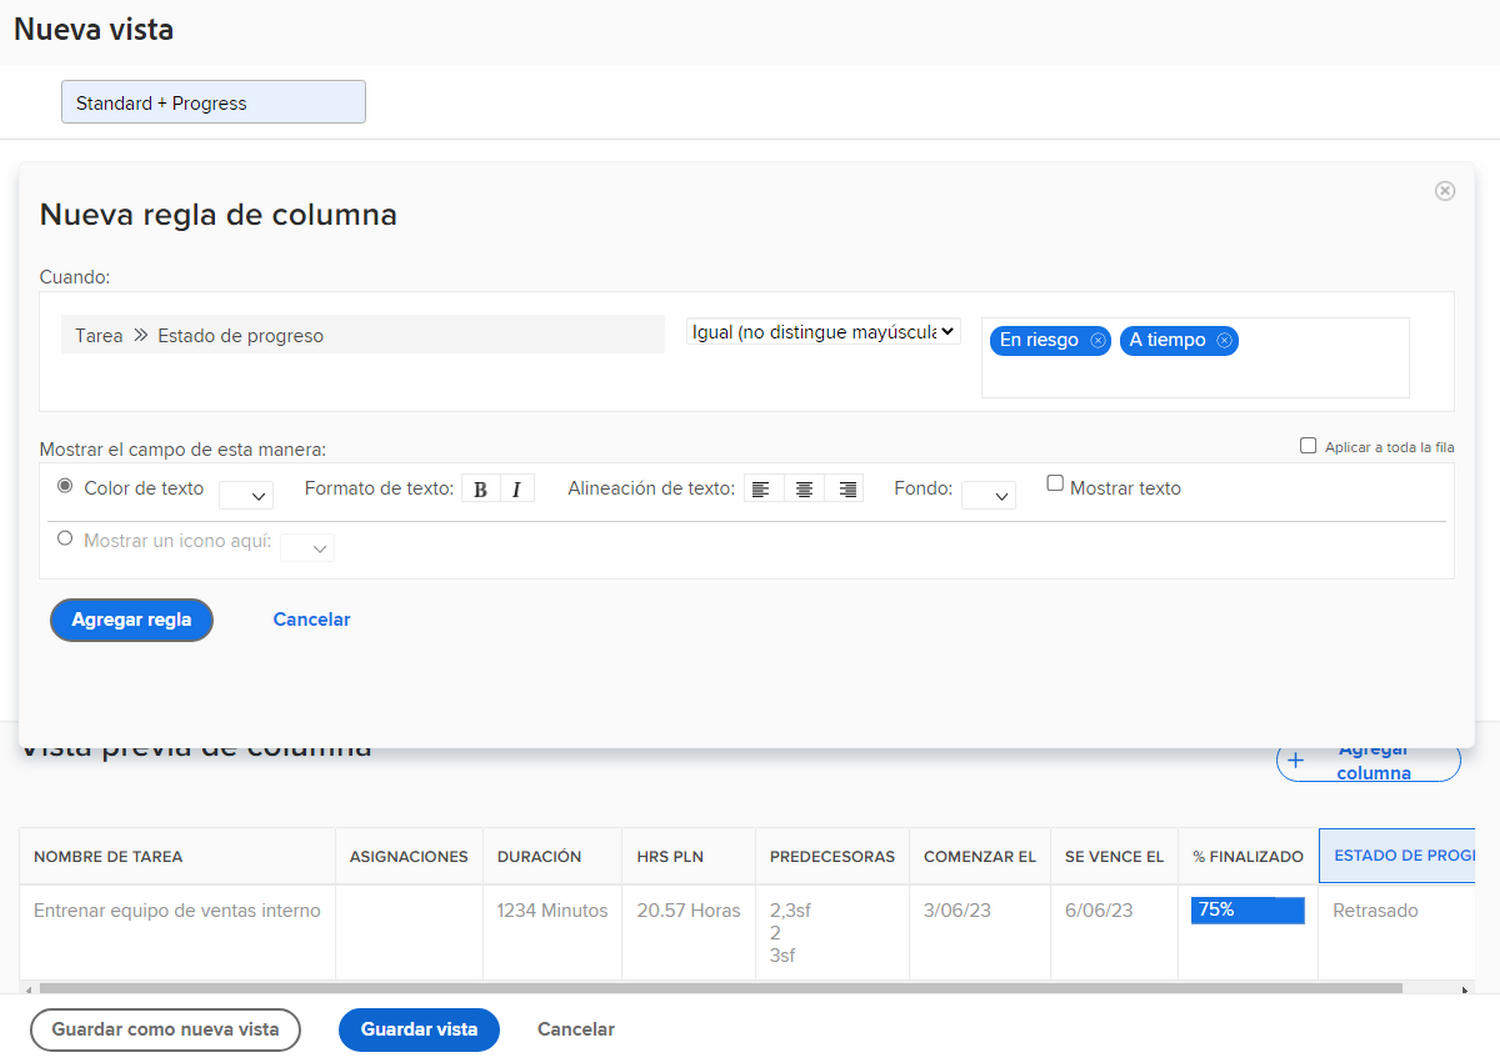 Nueva vista
Standard + Progress
Nueva regla de columna
Cuando:
Tarea » Estado de progreso
Igual (no distingue mayúscula
En riesgo
A tiempo
Mostrar el campo de esta manera:
Aplicar a toda la fila
Color de texto
Formato de texto: B I
Alineación de texto:
Fondo:
Mostrar texto
Mostrar un icono aquí:
Agregar regla
Cancelar
Vista previa de columna
+ Agregar
columna
NOMBRE DE TAREA ASIGNACIONES DURACIÓN HRS PLN PREDECESORAS COMENZAR EL SE VENCE EL % FINALIZADO ESTADO DE PROG
Entrenar equipo de ventas interno 1234 Minutos 20.57 Horas 2,3sf 3/06/23 6/06/23 75% Retrasado
2
3sf
Guardar como nueva vista
Guardar vista
Cancelar